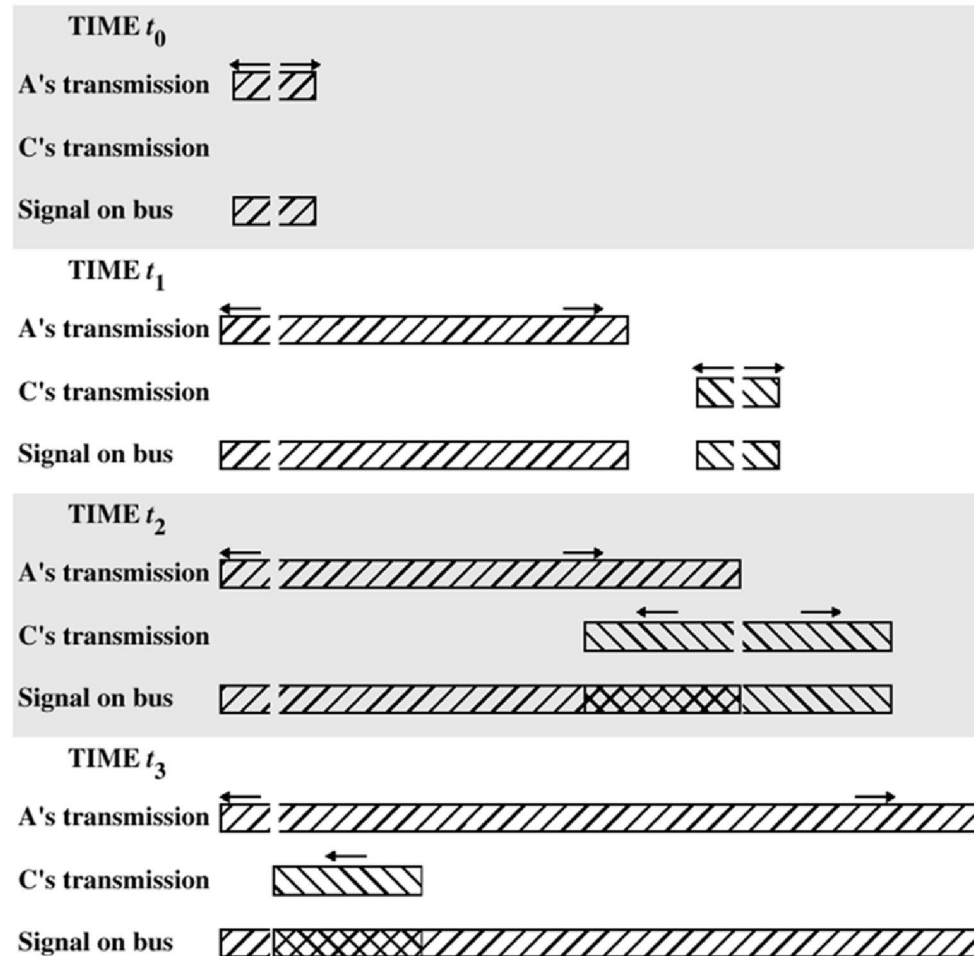 TIME t0
A's transmission
C's transmission
Signal on bus
TIME t1
A's transmission
C's transmission
Signal on bus
TIME t2
A's transmission
C's transmission
Signal on bus
TIME t3
A's transmission
C's transmission
Signal on bus